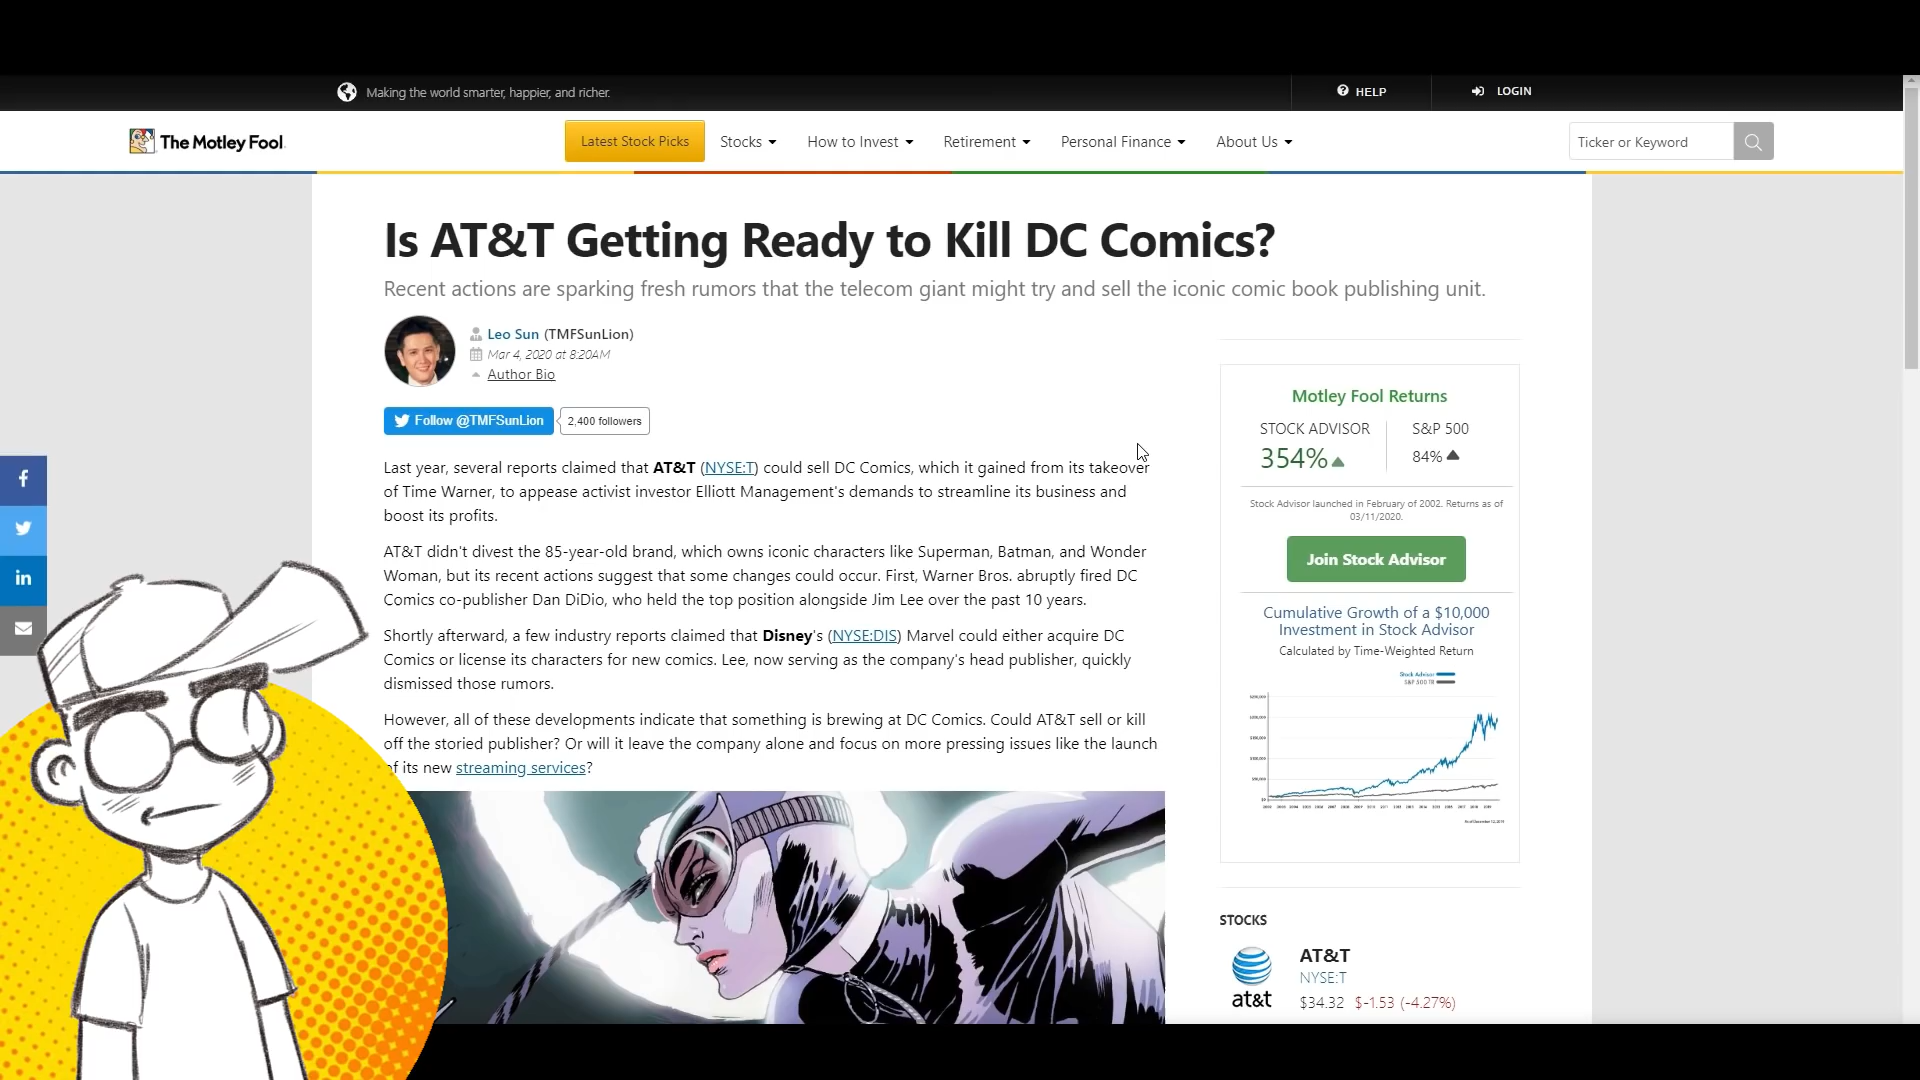 Making the world smarter, happier, and richer.
HELP
LOGIN
The Motley Fool
Latest Stock Picks
Stocks
How to Invest
Retirement
Personal Finance
About Us
Ticker or Keyword
Is AT&T Getting Ready to Kill DC Comics?
Recent actions are sparking fresh rumors that the telecom giant might try and sell the iconic comic book publishing unit.
Leo Sun (TMFSunLion)
Mar 4, 2020 at 8:20AM
Author Bio
Follow @TMFSunLion
2,400 followers
Last year, several reports claimed that AT&T (NYSE:T) could sell DC Comics, which it gained from its takeover
of Time Warner, to appease activist investor Elliott Management's demands to streamline its business and
boost its profits.
AT&T didn't divest the 85-year-old brand, which owns iconic characters like Superman, Batman, and Wonder
Woman, but its recent actions suggest that some changes could occur. First, Warner Bros. abruptly fired DC
Comics co-publisher Dan DiDio, who held the top position alongside Jim Lee over the past 10 years.
Shortly afterward, a few industry reports claimed that Disney's (NYSE:DIS) Marvel could either acquire DC
Comics or license its characters for new comics. Lee, now serving as the company's head publisher, quickly
dismissed those rumors.
However, all of these developments indicate that something is brewing at DC Comics. Could AT&T sell or kill
off the storied publisher? Or will it leave the company alone and focus on more pressing issues like the launch
of its new streaming services?
Motley Fool Returns
STOCK ADVISOR
S&P 500
354%
84%
Stock Advisor launched in February of 2002. Returns as of
03/11/2020.
Join Stock Advisor
Cumulative Growth of a $10,000
Investment in Stock Advisor
Calculated by Time-Weighted Return
Stock Advisor
S&P 500 TR
STOCKS
at&t
AT&T
NYSE:T
$34.32 $-1.53 (-4.27%)